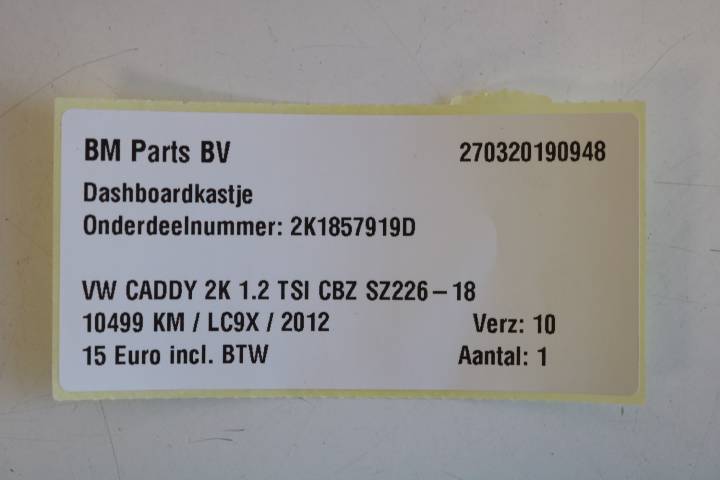 BM Parts BV 270320190948
Dashboardkastje
Onderdeelnummer: 2K1857919D
VW CADDY 2K 1.2 TSI CBZ SZ226-18
10499 KM / LC9X / 2012 Verz: 10
15 Euro incl. BTW Aantal: 1